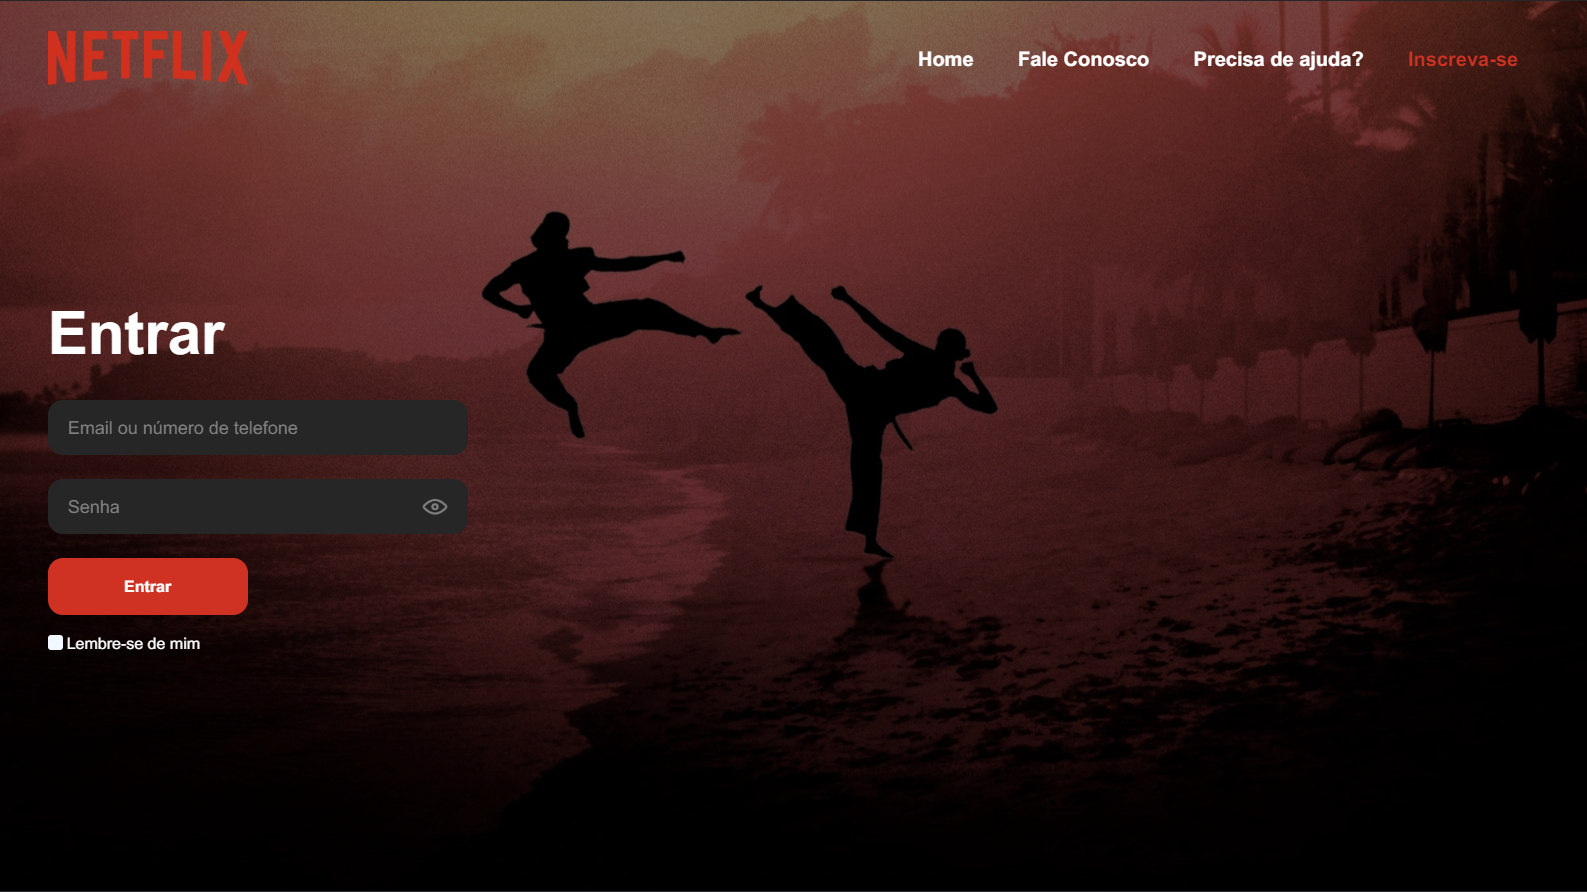 NETFLIX
Home Fale Conosco Precisa de ajuda? Inscreva-se
Entrar
Email ou número de telefone
Senha
Entrar
Lembre-se de mim